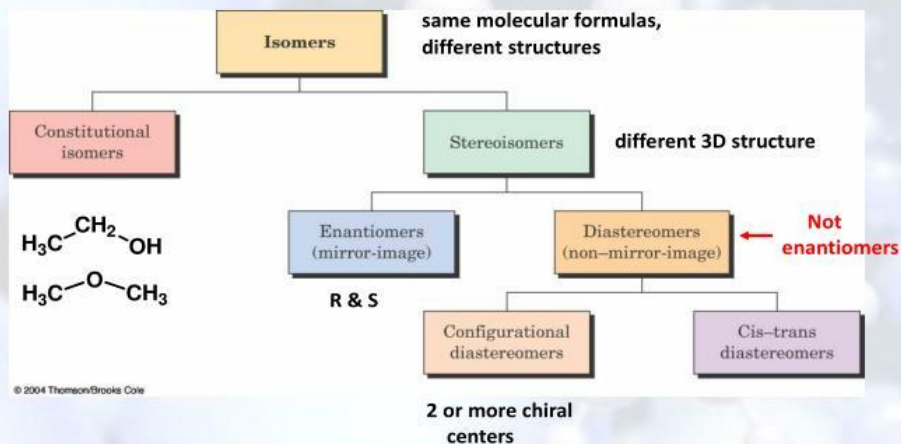 same molecular formulas,
different structures
Isomers
Constitutional
isomers
Stereoisomers
different 3D structure
Enantiomers
(mirror-image)
Diastereomers
(non–mirror-image)
Not
enantiomers
H₃C CH₂ OH
H₃C O CH₃
R & S
Configurational
diastereomers
Cis–trans
diastereomers
© 2004 Thomson/Brooks Cole
2 or more chiral
centers